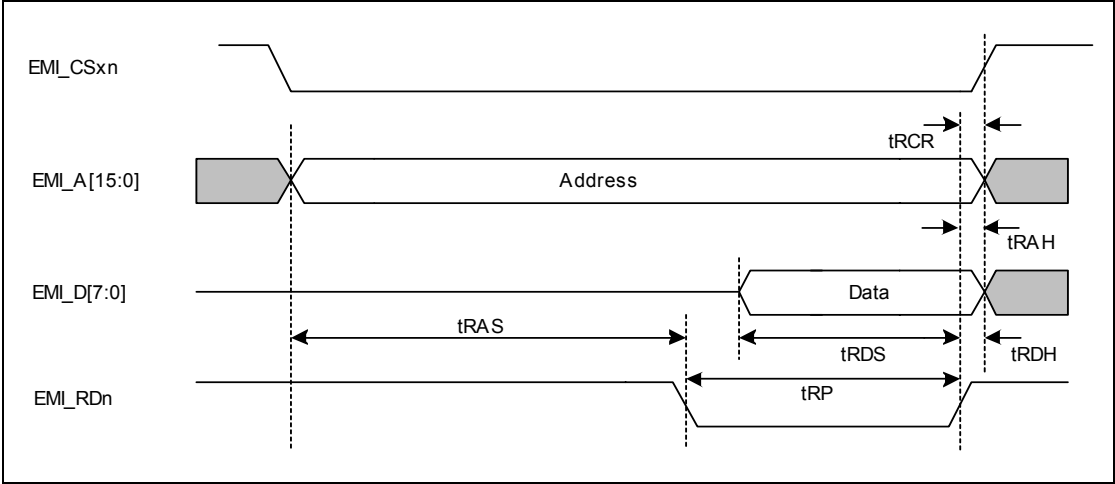 EMI_CSxn
tRCR
EMI_A[15:0]
Address
tRAH
EMI_D[7:0]
Data
tRAS
tRDS
tRDH
EMI_RDn
tRP